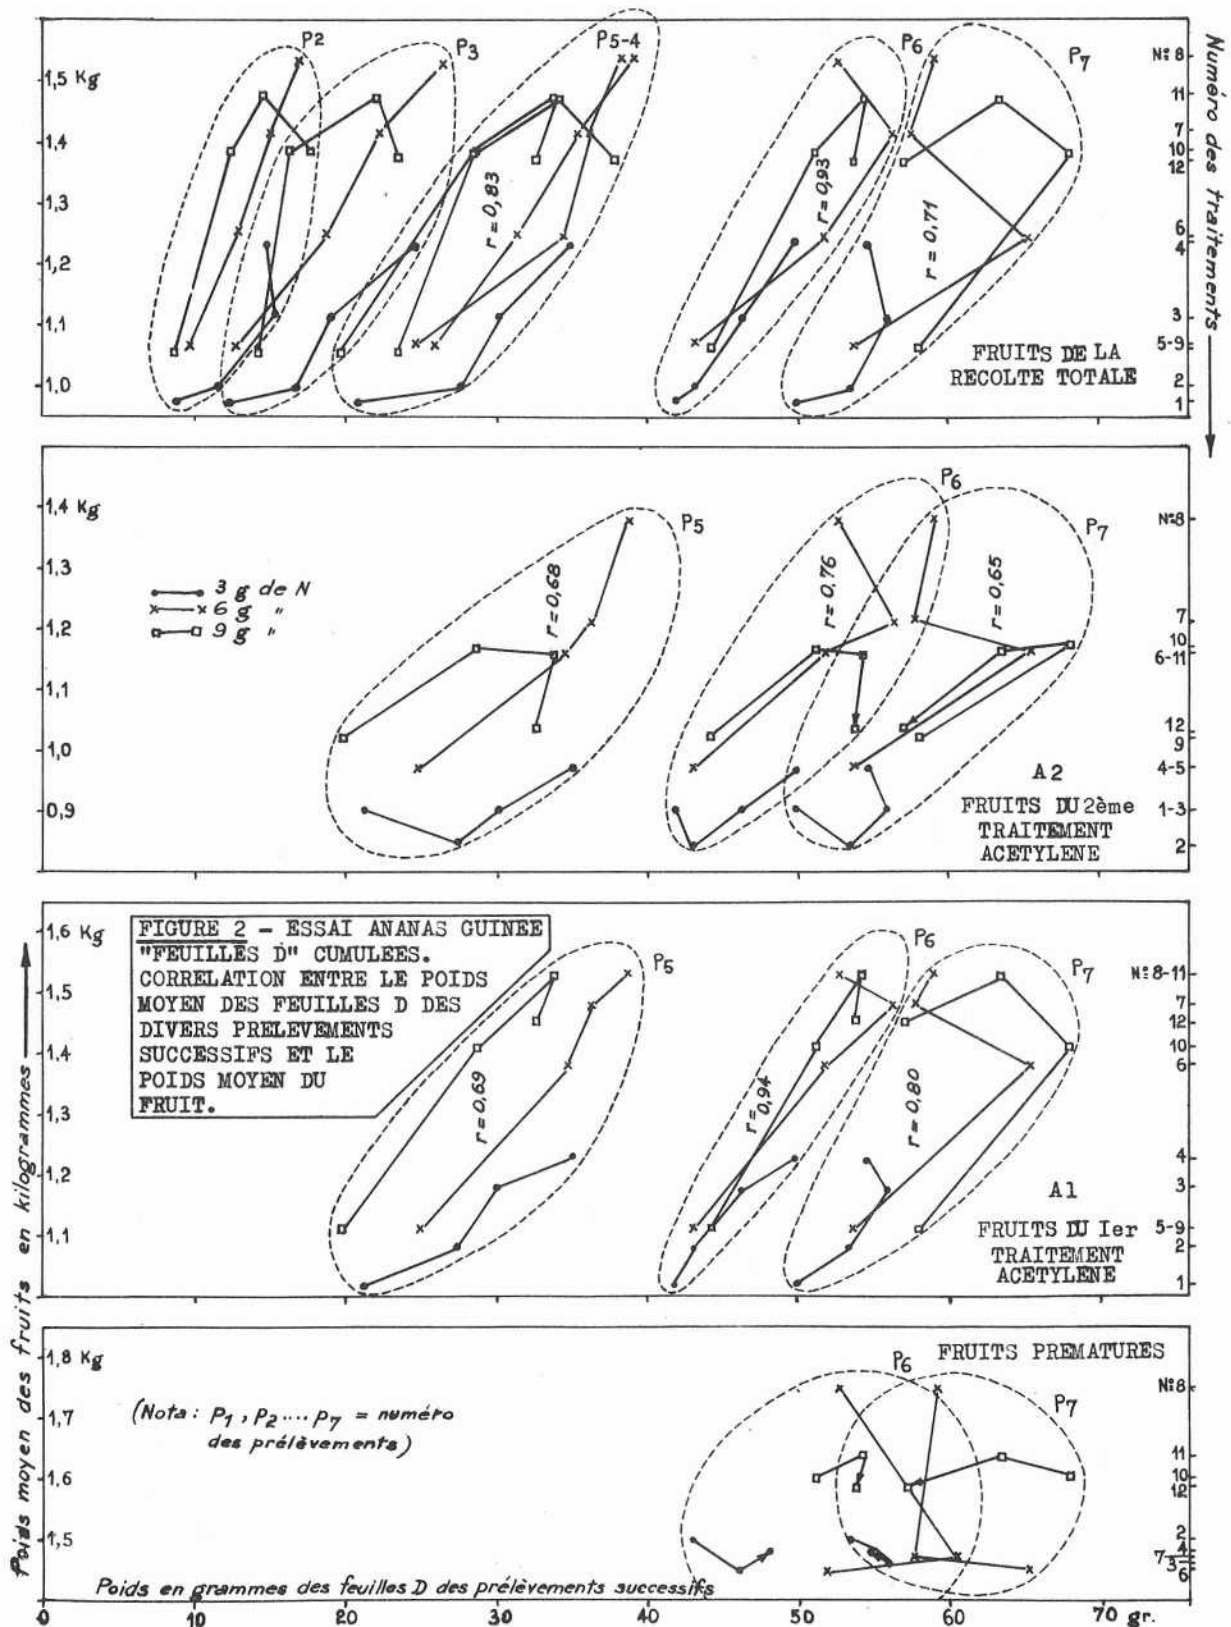 P2
P3
P5-4
P6
P7
1,5 Kg
1,4
1,3
1,2
1,1
1,0
r=0,83
r=0,93
r=0,71
N°8
11
7
10
12
6
4
3
5-9
2
1
FRUITS DE LA
RECOLTE TOTALE
Numéro des traitements
1,4 Kg
1,3
1,2
1,1
1,0
0,9
3 g de N
6 g "
9 g "
P5
P6
P7
r=0,68
r=0,76
r=0,65
N°8
7
10
6-11
12
9
4-5
1-3
2
A2
FRUITS DU 2ème
TRAITEMENT
ACETYLENE
1,6 Kg
1,5
1,4
1,3
1,2
1,1
FIGURE 2 - ESSAI ANANAS GUINEE
"FEUILLES D" CUMULEES.
CORRELATION ENTRE LE POIDS
MOYEN DES FEUILLES D DES
DIVERS PRELEVEMENTS
SUCCESSIFS ET LE
POIDS MOYEN DU
FRUIT.
P5
P6
P7
r=0,69
r=0,94
r=0,80
N°8-11
7
12
10
6
4
3
5-9
2
1
A1
FRUITS DU Ier
TRAITEMENT
ACETYLENE
Poids moyen des fruits en kilogrammes
1,8 Kg
1,7
1,6
1,5
(Nota: P1, P2.... P7 = numéro
des prélèvements)
P6
FRUITS PREMATURES
P7
N°8
11
10
12
2
4
7
3
6
Poids en grammes des feuilles D des prélèvements successifs
0 10 20 30 40 50 60 70 gr.